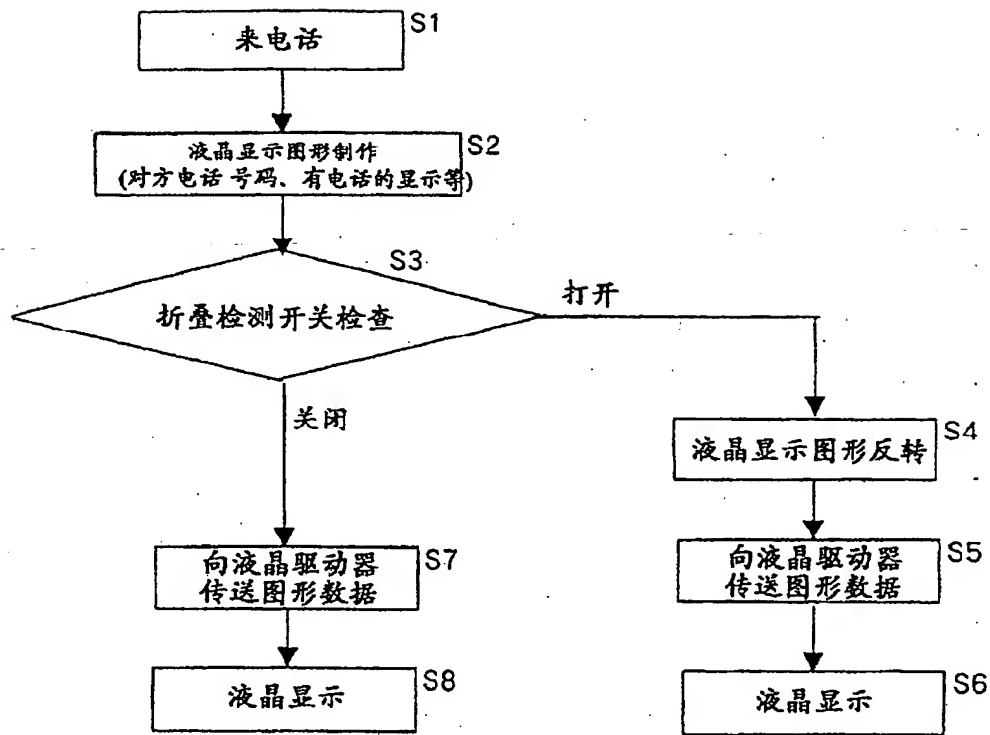 来电话
S1
液晶显示图形制作
(对方电话 号码、有电话的显示等)
S2
S3
折叠检测开关检查
打开
关闭
液晶显示图形反转
S4
向液晶驱动器
传送图形数据
S7
向液晶驱动器
传送图形数据
S5
液晶显示
S8
液晶显示
S6